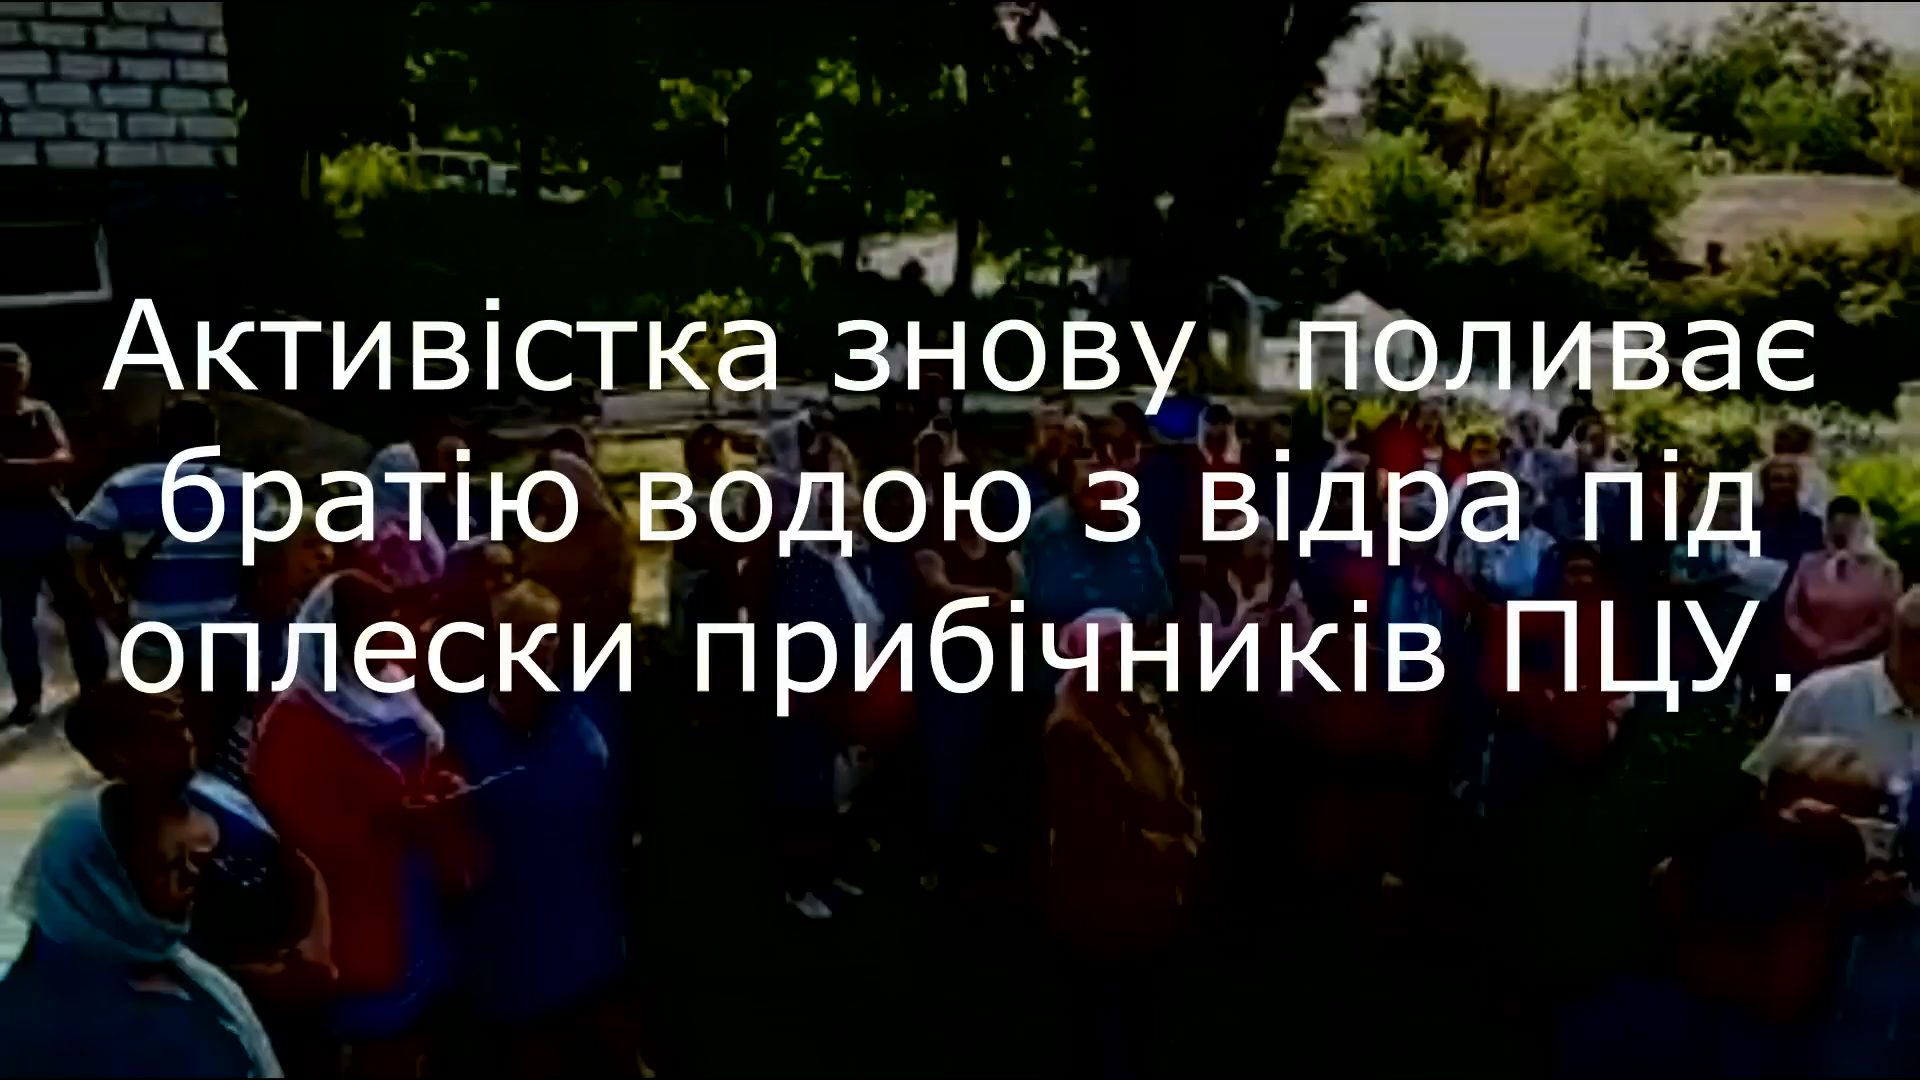 Активістка знову поливає
братію водою з відра під
оплески прибічників ПЦУ.